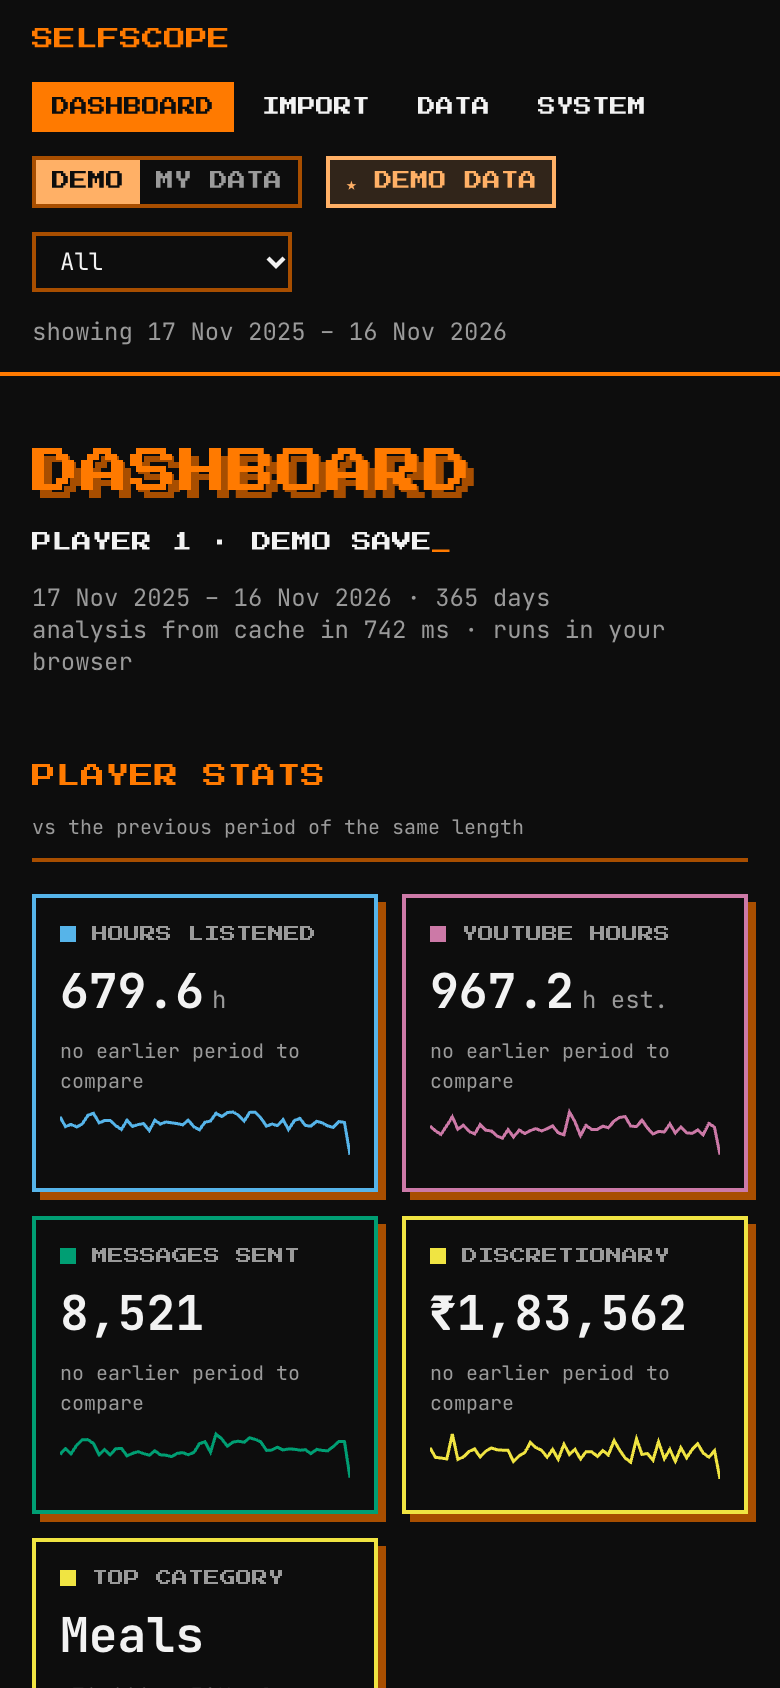 SELFSCOPE
DASHBOARD IMPORT DATA SYSTEM
DEMO MY DATA ★ DEMO DATA
All
showing 17 Nov 2025 – 16 Nov 2026
DASHBOARD
PLAYER 1 · DEMO SAVE_
17 Nov 2025 – 16 Nov 2026 · 365 days
analysis from cache in 742 ms · runs in your
browser
PLAYER STATS
vs the previous period of the same length
HOURS LISTENED
679.6 h
no earlier period to
compare
YOUTUBE HOURS
967.2 h est.
no earlier period to
compare
MESSAGES SENT
8,521
no earlier period to
compare
DISCRETIONARY
₹1,83,562
no earlier period to
compare
TOP CATEGORY
Meals